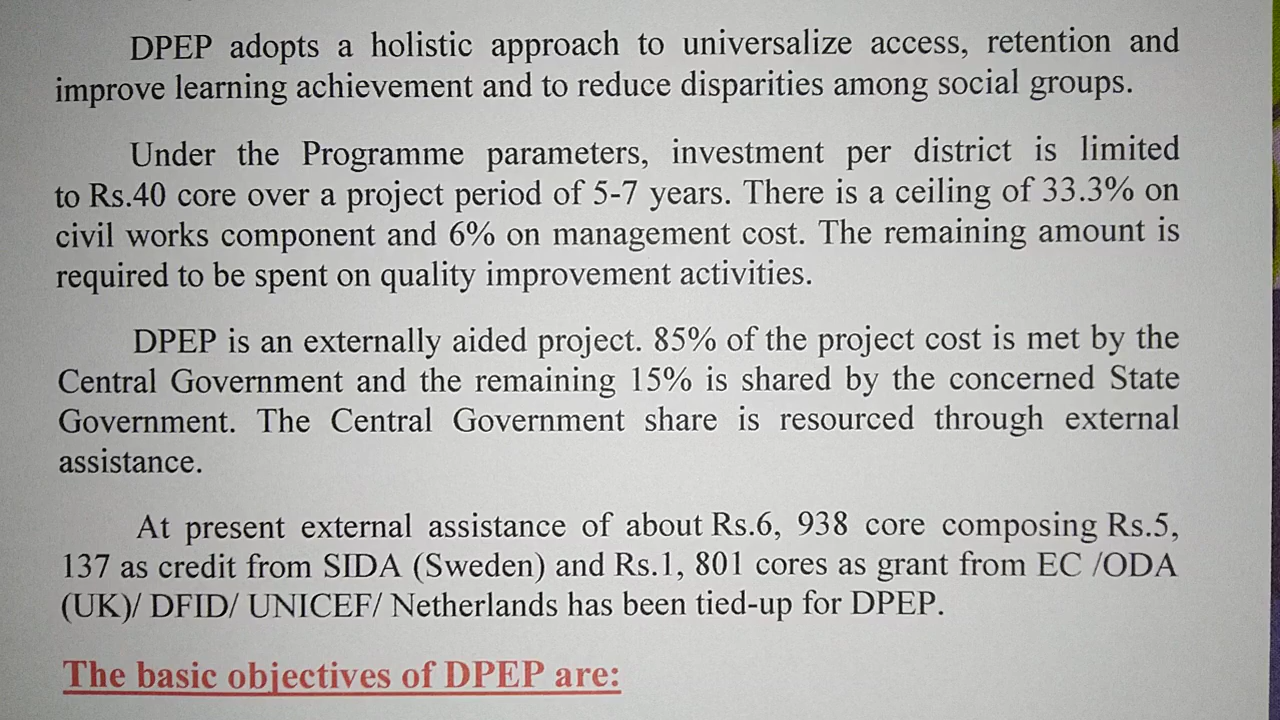 DPEP adopts a holistic approach to universalize access, retention and
improve learning achievement and to reduce disparities among social groups.
Under the Programme parameters, investment per district is limited
to Rs.40 core over a project period of 5-7 years. There is a ceiling of 33.3% on
civil works component and 6% on management cost. The remaining amount is
required to be spent on quality improvement activities.
DPEP is an externally aided project. 85% of the project cost is met by the
Central Government and the remaining 15% is shared by the concerned State
Government. The Central Government share is resourced through external
assistance.
At present external assistance of about Rs.6, 938 core composing Rs.5,
137 as credit from SIDA (Sweden) and Rs.1, 801 cores as grant from EC /ODA
(UK)/ DFID/ UNICEF/ Netherlands has been tied-up for DPEP.
The basic objectives of DPEP are: